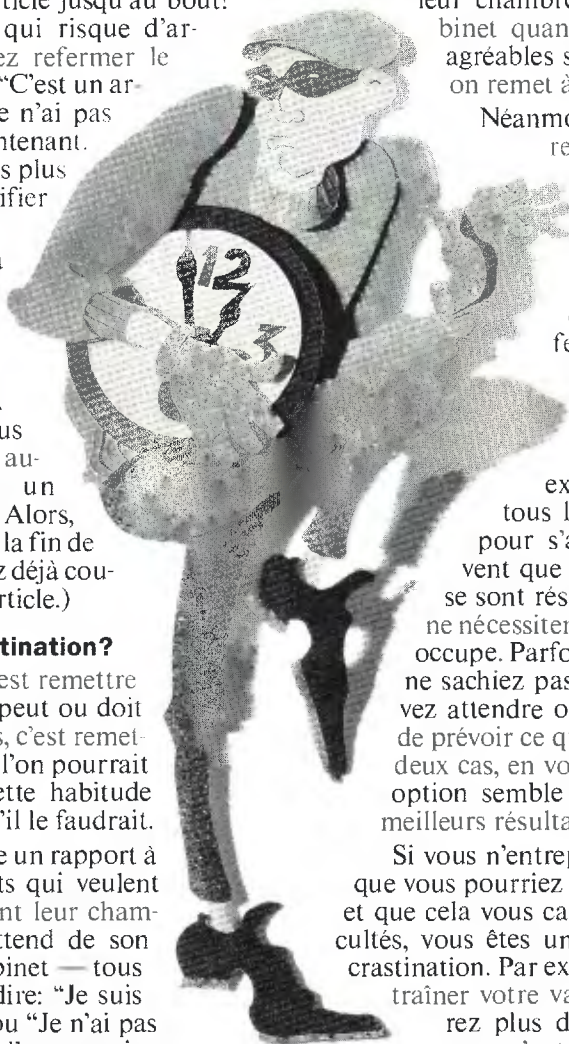 ticle jusqu'au bout!
qui risque d'ar-
ez refermer le
“C'est un ar-
e n'ai pas
ntenant.
s plus
ifier
us
au-
un
Alors,
la fin de
z déjà cou-
rticle.)
tination?
est remettre
peut ou doit
s, c'est remet-
l'on pourrait
ette habitude
'il le faudrait.
e un rapport à
ts qui veulent
nt leur cham-
ttend de son
binet — tous
dire: “Je suis
ou “Je n'ai pas
12
3
leur chambre
binet quan
agréables s
on remet à
Néanmo
re
fe
ex
tous l
pour s'a
vent que
se sont rés
ne nécessiten
occupe. Parfo
ne sachiez pas
vez attendre o
de prévoir ce qu
deux cas, en vo
option semble
meilleurs résulta
Si vous n'entrep
que vous pourriez
et que cela vous ca
cultés, vous êtes un
crastination. Par ex
traîner votre va
rez plus d